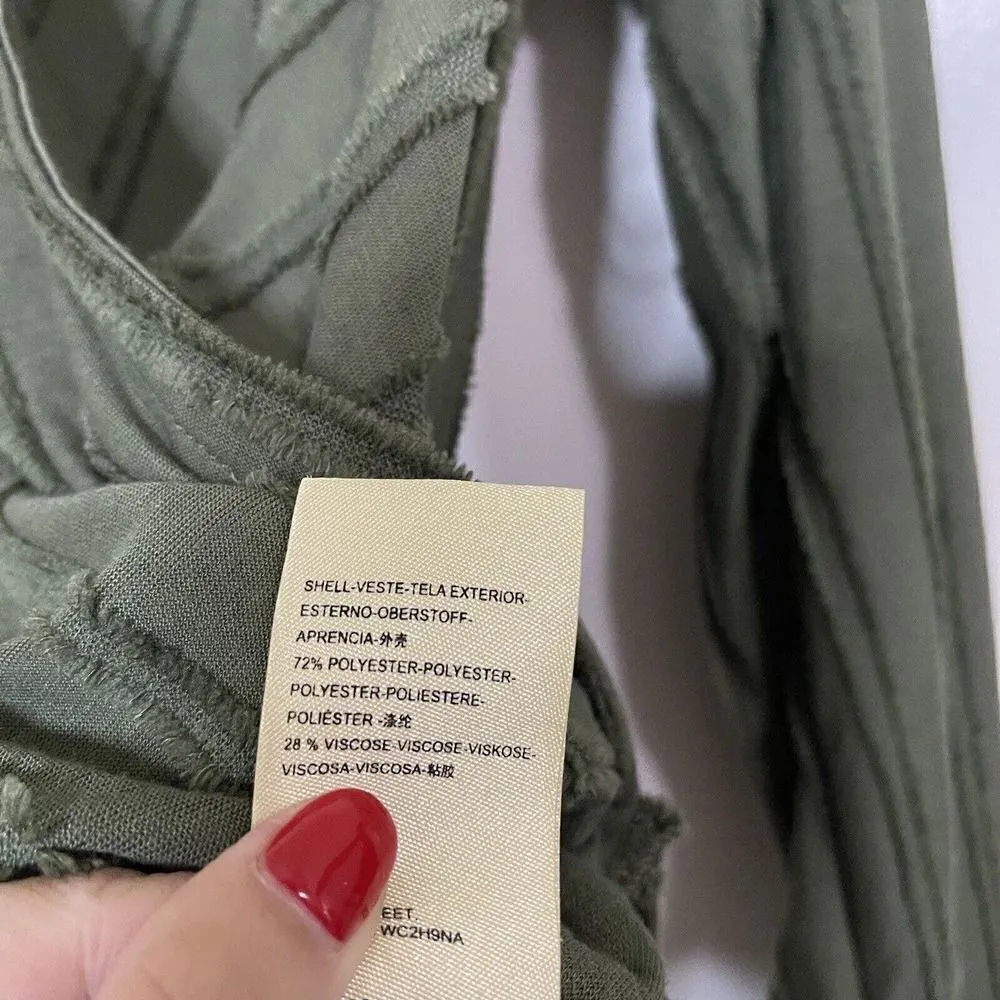 SHELL-VESTE-TELA EXTERIOR-
ESTERNO-OBERSTOFF-
APRENCIA-外壳
72% POLYESTER-POLYESTER-
POLYESTER-POLIESTERE-
POLIÉSTER -涤纶
28 % VISCOSE-VISCOSE-VISKOSE-
VISCOSA-VISCOSA-粘胶
EET,
WC2H9NA